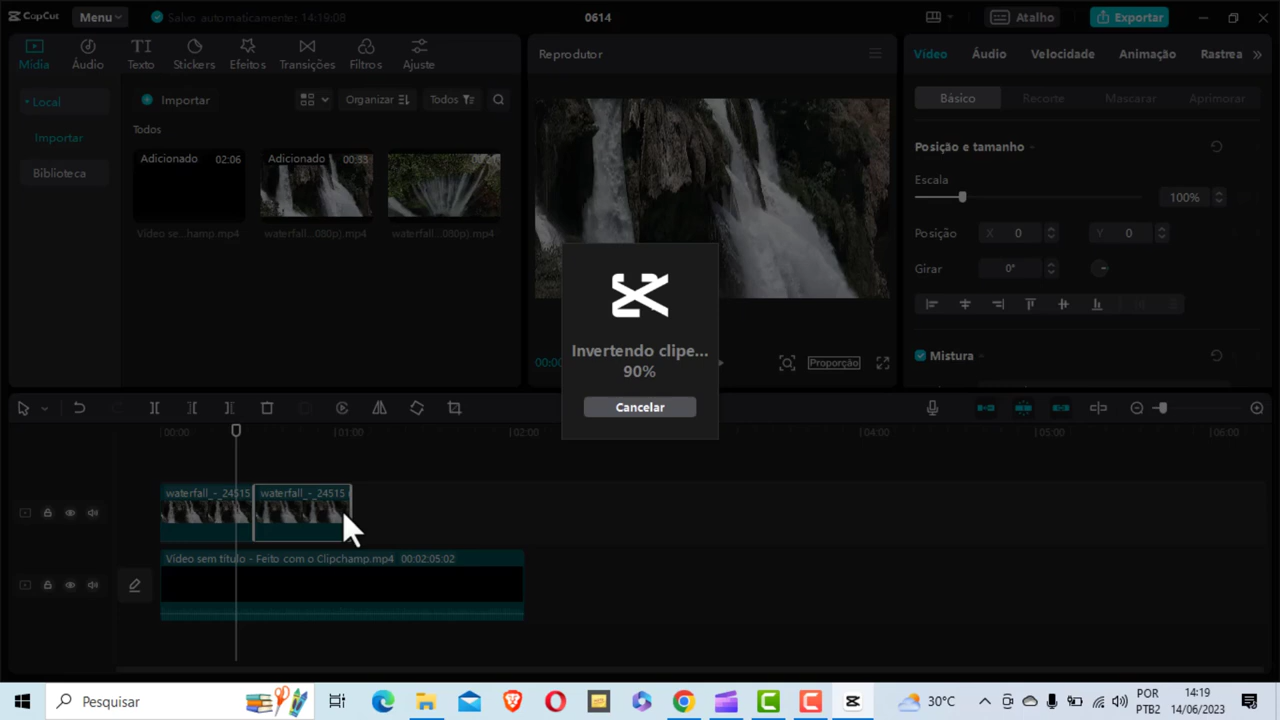 CapCut
Menu
Salvo automaticamente: 14:19:08
0614
Atalho
Exportar
Mídia
Áudio
Texto
Stickers
Efeitos
Transições
Filtros
Ajuste
Local
Importar
Biblioteca
Importar
Organizar
Todos
Todos
Adicionado 02:06
Adicionado 00:33
Vídeo se...hamp.mp4
waterfall...080p).mp4
waterfall...080p).mp4
Reprodutor
Proporção
Vídeo
Áudio
Velocidade
Animação
Rastrea
Básico
Recorte
Mascarar
Aprimorar
Posição e tamanho
Escala
100%
Posição
X 0
Y 0
Girar
0°
Mistura
Invertendo clipe...
90%
Cancelar
00:00
01:00
02:00
04:00
05:00
06:00
waterfall_-_24515
waterfall_-_24515
Vídeo sem título - Feito com o Clipchamp.mp4 00:02:05:02
Pesquisar
30°C
POR
PTB2
14:19
14/06/2023